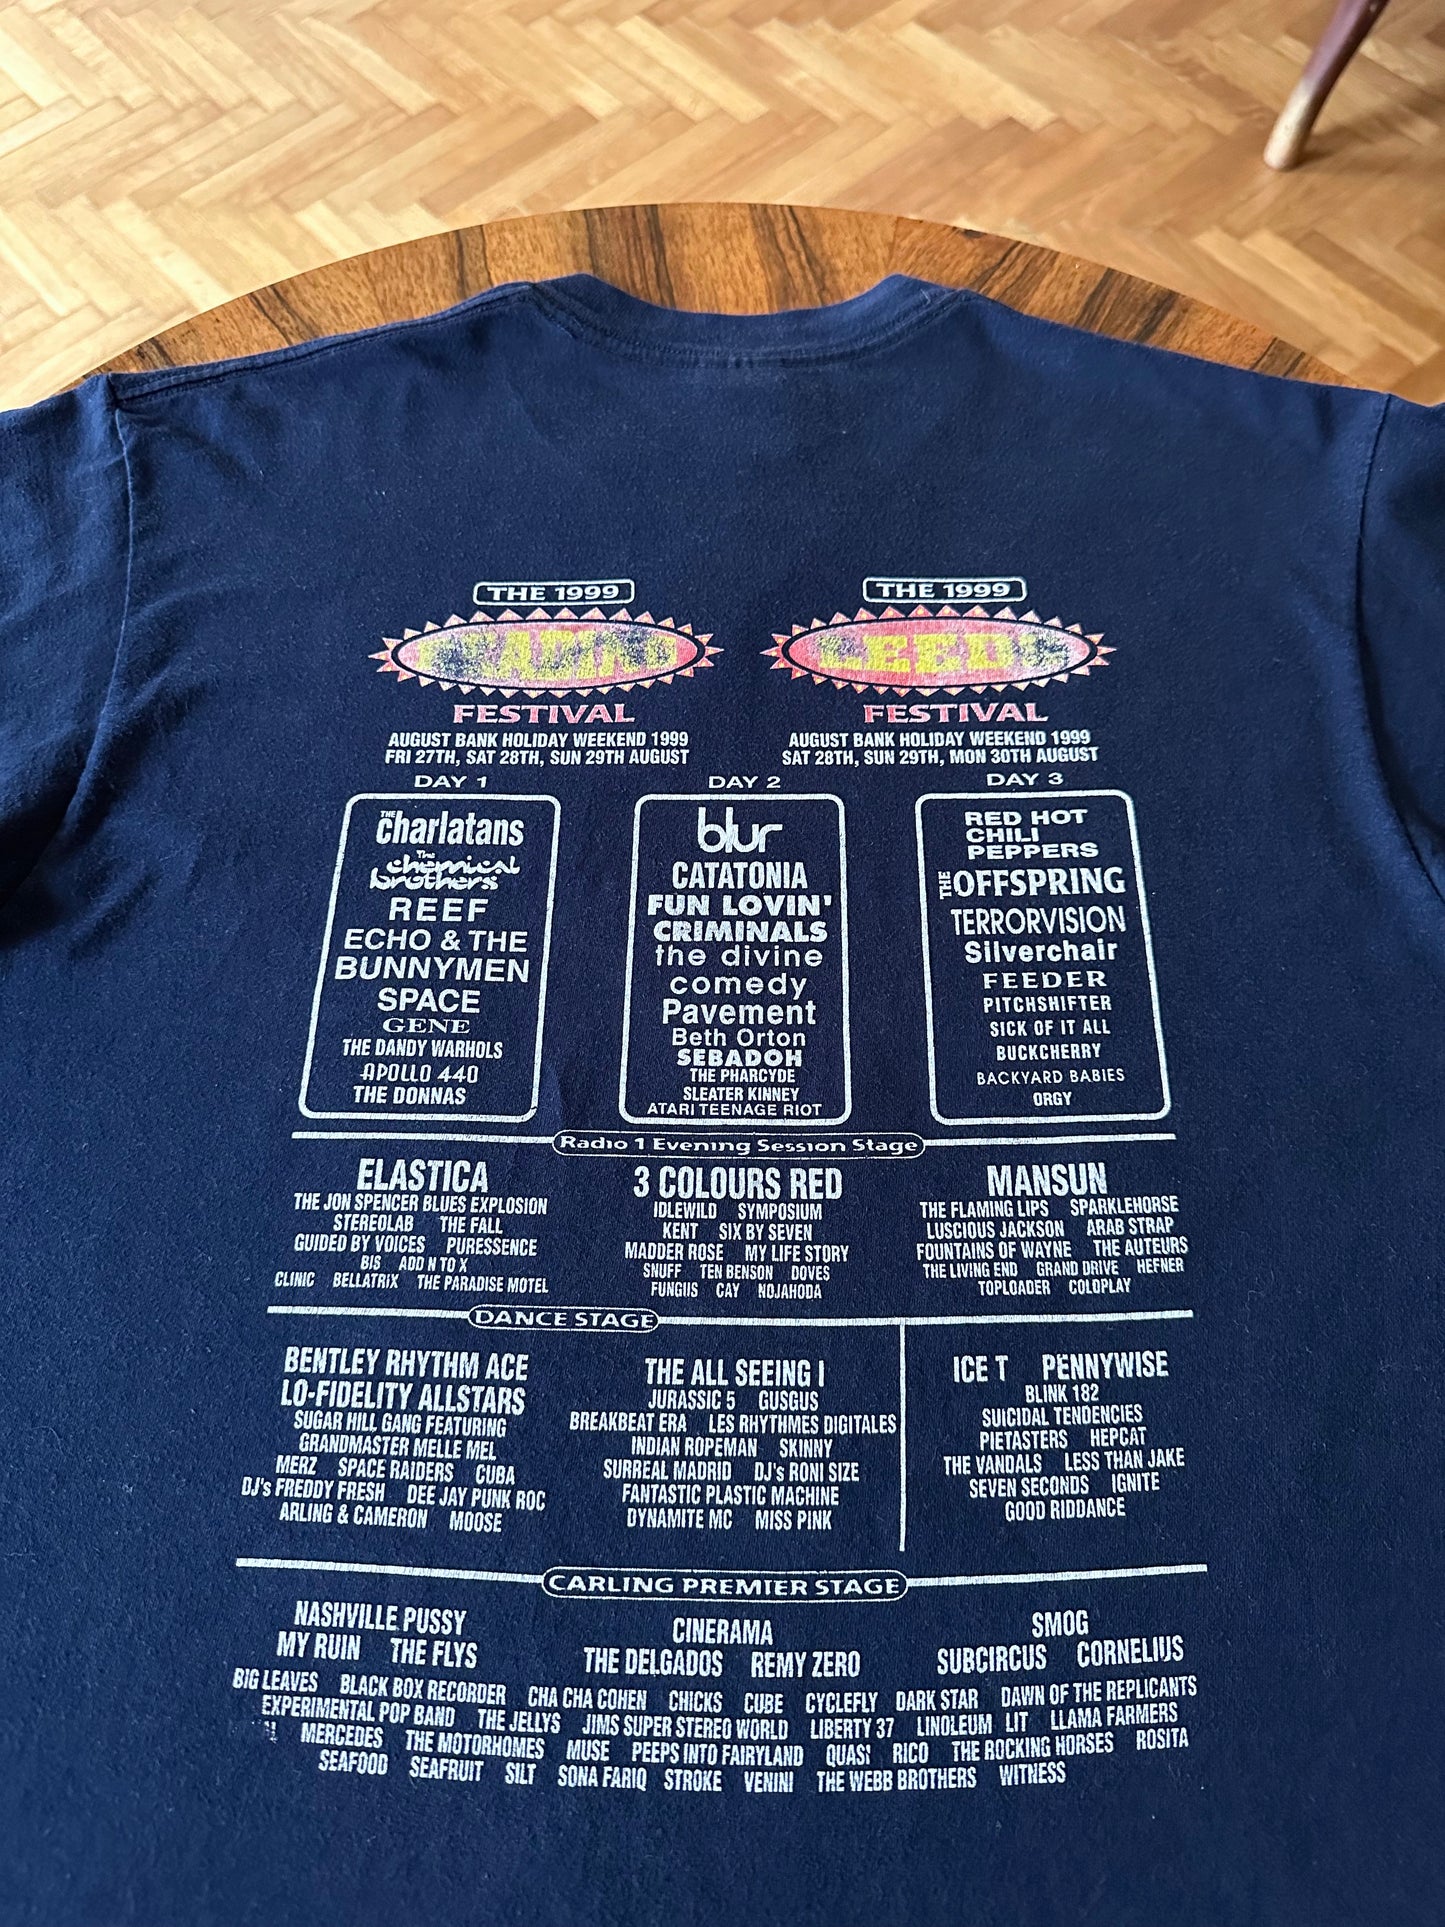 THE 1999
READING
FESTIVAL
AUGUST BANK HOLIDAY WEEKEND 1999
FRI 27TH, SAT 28TH, SUN 29TH AUGUST
THE 1999
LEEDS
FESTIVAL
AUGUST BANK HOLIDAY WEEKEND 1999
SAT 28TH, SUN 29TH, MON 30TH AUGUST
DAY 1
THE charlatans
The chemical
brothers
REEF
ECHO & THE
BUNNYMEN
SPACE
GENE
THE DANDY WARHOLS
APOLLO 440
THE DONNAS
DAY 2
blur
CATATONIA
FUN LOVIN'
CRIMINALS
the divine
comedy
Pavement
Beth Orton
SEBADOH
THE PHARCYDE
SLEATER KINNEY
ATARI TEENAGE RIOT
DAY 3
RED HOT
CHILI
PEPPERS
THE OFFSPRING
TERRORVISION
Silverchair
FEEDER
PITCHSHIFTER
SICK OF IT ALL
BUCKCHERRY
BACKYARD BABIES
ORGY
Radio 1 Evening Session Stage
ELASTICA
THE JON SPENCER BLUES EXPLOSION
STEREOLAB THE FALL
GUIDED BY VOICES PURESSENCE
BIS ADD N TO X
CLINIC BELLATRIX THE PARADISE MOTEL
3 COLOURS RED
IDLEWILD SYMPOSIUM
KENT SIX BY SEVEN
MADDER ROSE MY LIFE STORY
SNUFF TEN BENSON DOVES
FUNGUS CAY NOJAHODA
MANSUN
THE FLAMING LIPS SPARKLEHORSE
LUSCIOUS JACKSON ARAB STRAP
FOUNTAINS OF WAYNE THE AUTEURS
THE LIVING END GRAND DRIVE HEFNER
TOPLOADER COLDPLAY
DANCE STAGE
BENTLEY RHYTHM ACE
LO-FIDELITY ALLSTARS
SUGAR HILL GANG FEATURING
GRANDMASTER MELLE MEL
MERZ SPACE RAIDERS CUBA
DJ's FREDDY FRESH DEE JAY PUNK ROC
ARLING & CAMERON MOOSE
THE ALL SEEING I
JURASSIC 5 GUSGUS
BREAKBEAT ERA LES RHYTHMES DIGITALES
INDIAN ROPEMAN SKINNY
SURREAL MADRID DJ's RONI SIZE
FANTASTIC PLASTIC MACHINE
DYNAMITE MC MISS PINK
ICE T PENNYWISE
BLINK 182
SUICIDAL TENDENCIES
PIETASTERS HEPCAT
THE VANDALS LESS THAN JAKE
SEVEN SECONDS IGNITE
GOOD RIDDANCE
CARLING PREMIER STAGE
NASHVILLE PUSSY
MY RUIN THE FLYS
CINERAMA
THE DELGADOS REMY ZERO
SMOG
SUBCIRCUS CORNELIUS
BIG LEAVES BLACK BOX RECORDER CHA CHA COHEN CHICKS CUBE CYCLEFLY DARK STAR DAWN OF THE REPLICANTS
EXPERIMENTAL POP BAND THE JELLYS JIMS SUPER STEREO WORLD LIBERTY 37 LINOLEUM LIT LLAMA FARMERS
MERCEDES THE MOTORHOMES MUSE PEEPS INTO FAIRYLAND QUASI RICO THE ROCKING HORSES ROSITA
SEAFOOD SEAFRUIT SILT SONA FARIQ STROKE VENINI THE WEBB BROTHERS WITNESS